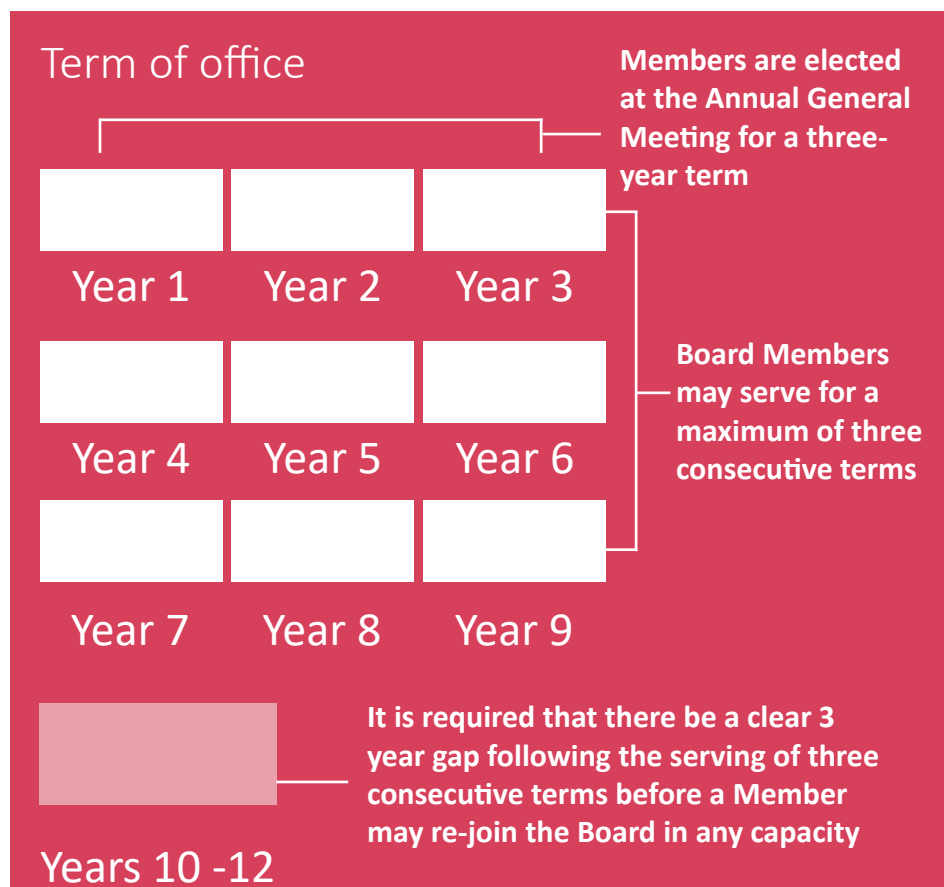 Term of office
Members are elected
at the Annual General
Meeting for a three-
year term
Year 1
Year 2
Year 3
Board Members
may serve for a
maximum of three
consecutive terms
Year 4
Year 5
Year 6
Year 7
Year 8
Year 9
It is required that there be a clear 3
year gap following the serving of three
consecutive terms before a Member
may re-join the Board in any capacity
Years 10 -12